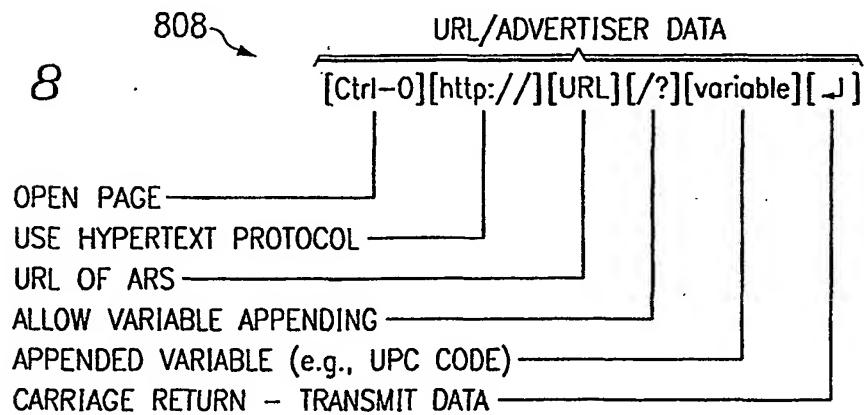 808
URL/ADVERTISER DATA
8
[Ctrl-O][http://][URL][/?][variable][↵]
OPEN PAGE
USE HYPERTEXT PROTOCOL
URL OF ARS
ALLOW VARIABLE APPENDING
APPENDED VARIABLE (e.g., UPC CODE)
CARRIAGE RETURN - TRANSMIT DATA